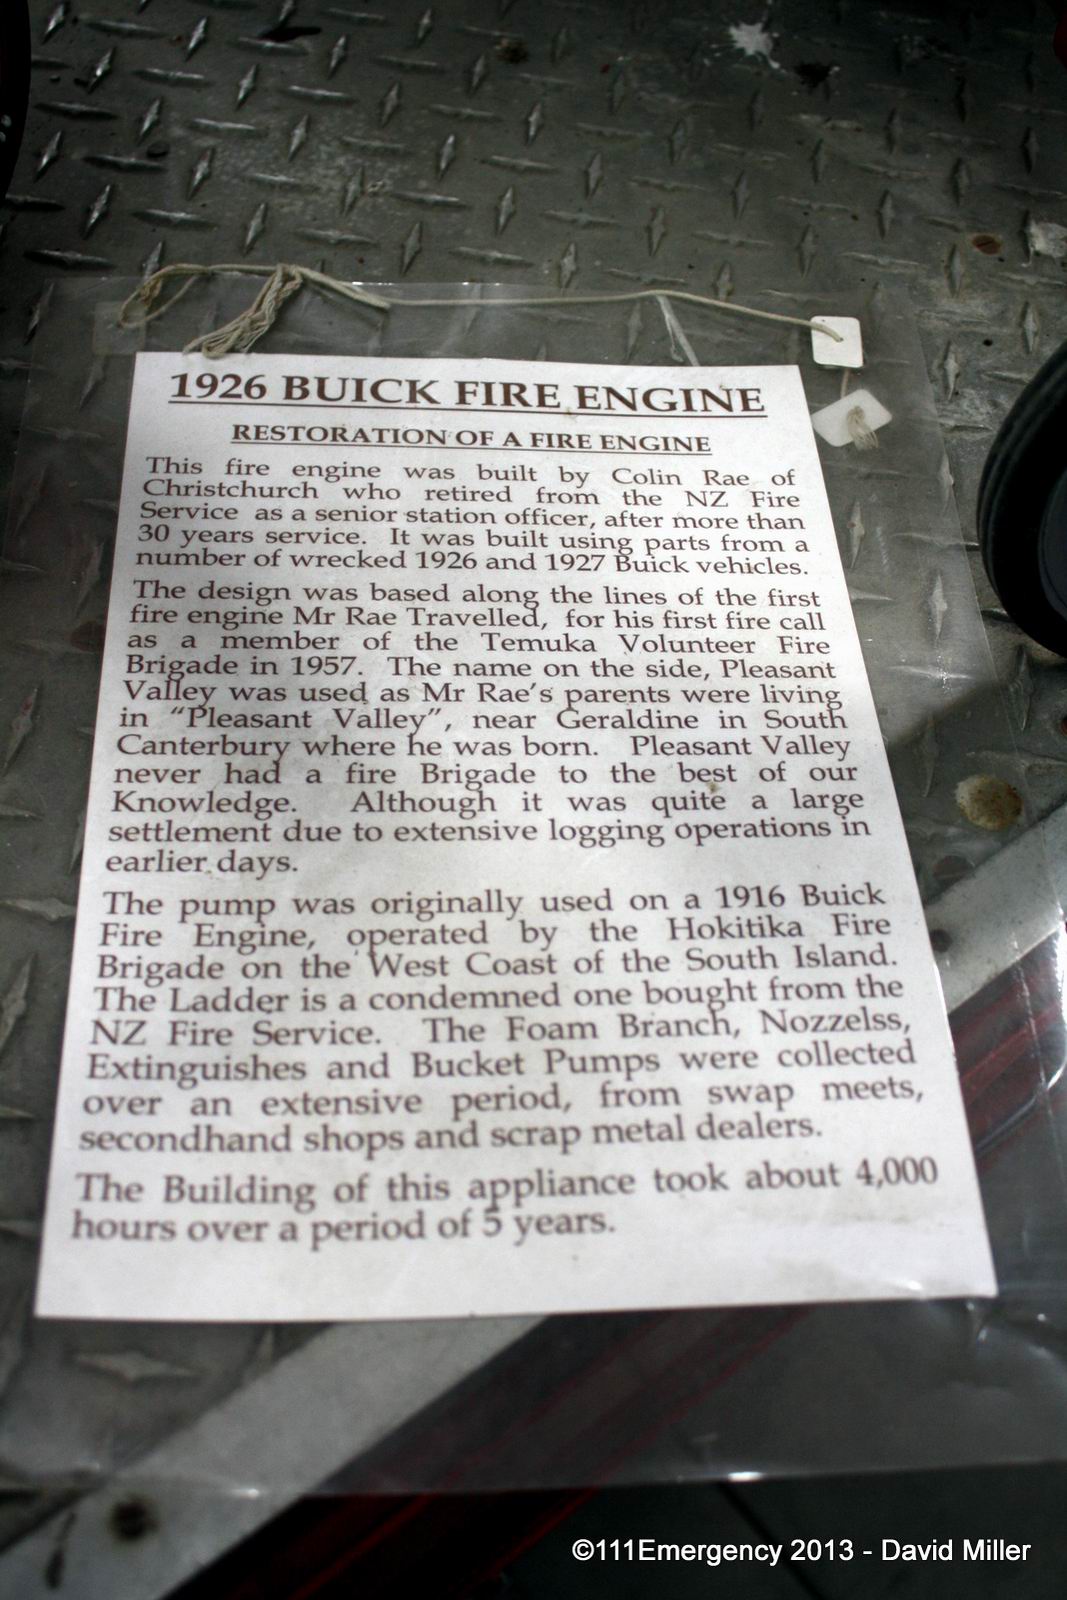 1926 BUICK FIRE ENGINE
RESTORATION OF A FIRE ENGINE
This fire engine was built by Colin Rae of
Christchurch who retired from the NZ Fire
Service as a senior station officer, after more than
30 years service. It was built using parts from a
number of wrecked 1926 and 1927 Buick vehicles.
The design was based along the lines of the first
fire engine Mr Rae Travelled, for his first fire call
as a member of the Temuka Volunteer Fire
Brigade in 1957. The name on the side, Pleasant
Valley was used as Mr Rae's parents were living
in "Pleasant Valley", near Geraldine in South
Canterbury where he was born. Pleasant Valley
never had a fire Brigade to the best of our
Knowledge. Although it was quite a large
settlement due to extensive logging operations in
earlier days.
The pump was originally used on a 1916 Buick
Fire Engine, operated by the Hokitika Fire
Brigade on the West Coast of the South Island.
The Ladder is a condemned one bought from the
NZ Fire Service. The Foam Branch, Nozzelss,
Extinguishes and Bucket Pumps were collected
over an extensive period, from swap meets,
secondhand shops and scrap metal dealers.
The Building of this appliance took about 4,000
hours over a period of 5 years.
©111Emergency 2013 - David Miller